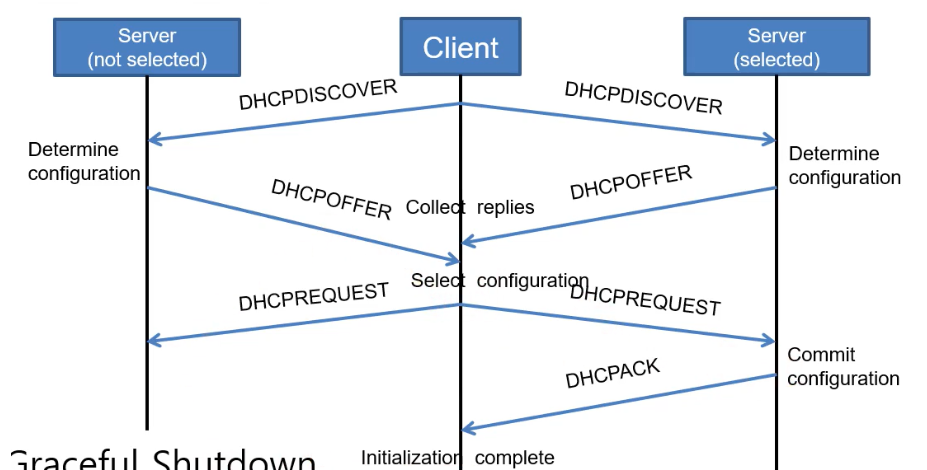 Server
(not selected)
Client
Server
(selected)
DHCPDISCOVER
DHCPDISCOVER
Determine
configuration
Determine
configuration
DHCPOFFER
Collect replies
DHCPOFFER
Select configuration
DHCPREQUEST
DHCPREQUEST
Commit
configuration
DHCPACK
Graceful Shutdown
Initialization complete